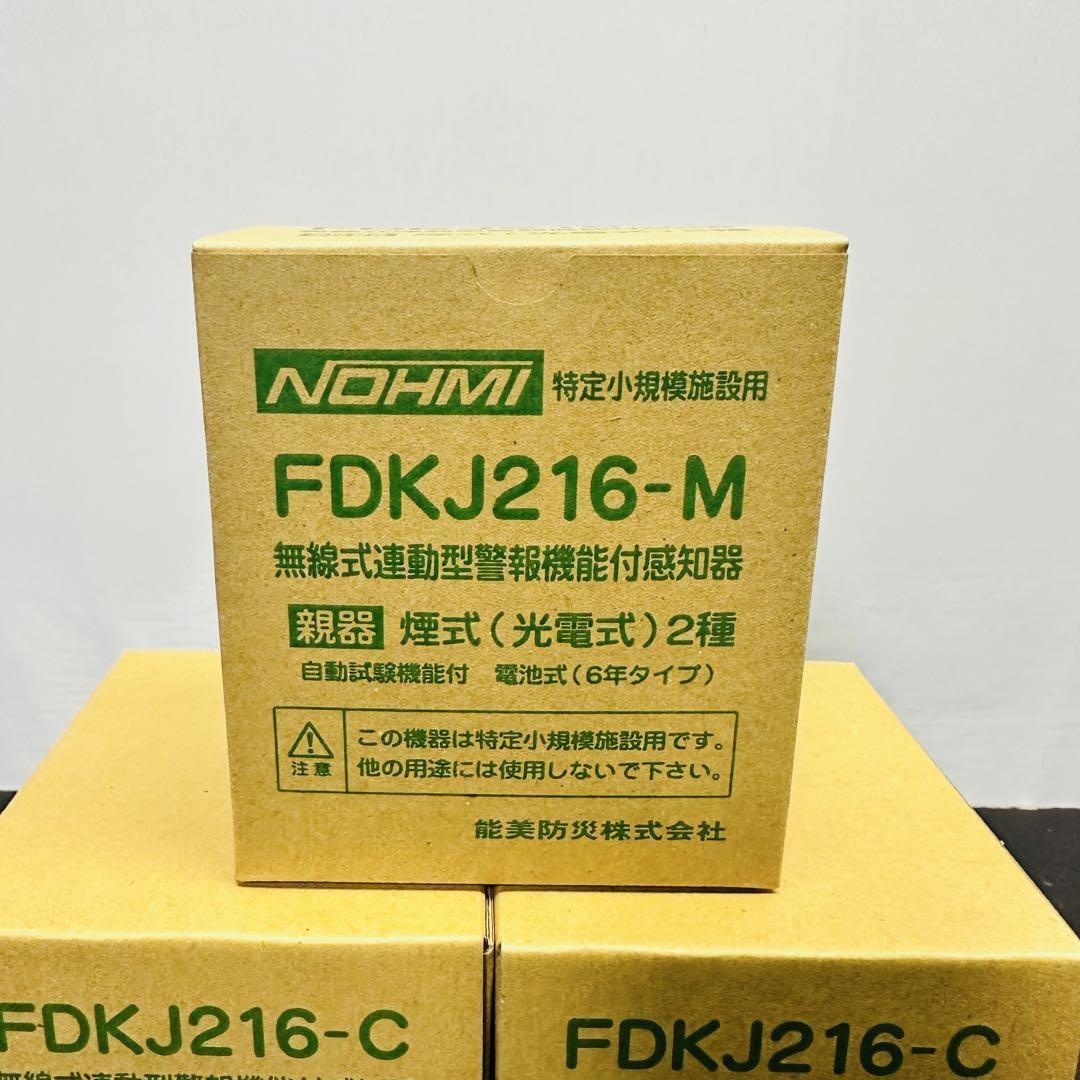 NOHMI 特定小規模施設用
FDKJ216-M
無線式連動型警報機能付感知器
親器 煙式(光電式)2種
自動試験機能付 電池式(6年タイプ)
注意
この機器は特定小規模施設用です。
他の用途には使用しないで下さい。
能美防災株式会社
FDKJ216-C
FDKJ216-C